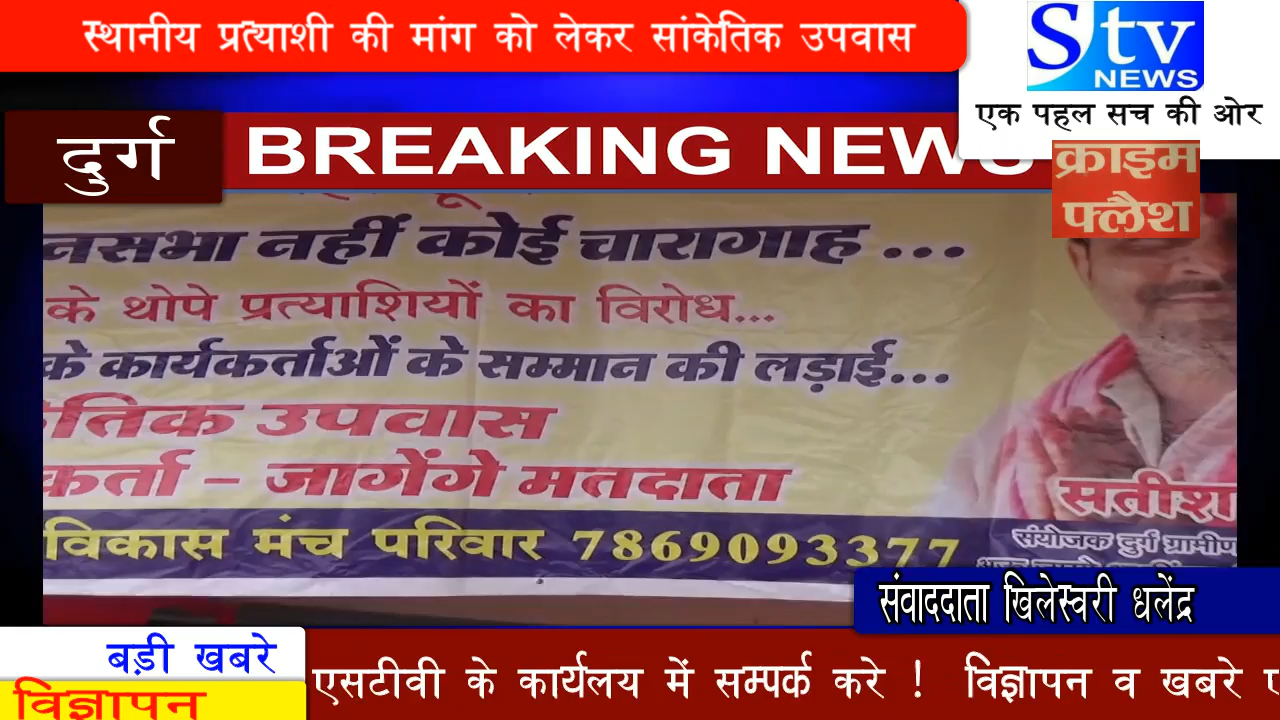 स्थानीय प्रत्याशी की मांग को लेकर सांकेतिक उपवास
Stv
NEWS
एक पहल सच की ओर
दुर्ग
BREAKING NEWS
क्राइम
फ्लैश
नसभा नहीं कोई चारागाह ...
के थोपे प्रत्याशियों का विरोध...
के कार्यकर्ताओं के सम्मान की लड़ाई...
केतिक उपवास
कर्ता - जागेंगे मतदाता
विकास मंच परिवार 7869093377
सतीश
संयोजक दुर्ग ग्रामीण
संवाददाता खिलेस्वरी धलेंद्र
बड़ी खबरे
विज्ञापन
एसटीवी के कार्यलय में सम्पर्क करे ! विज्ञापन व खबरे